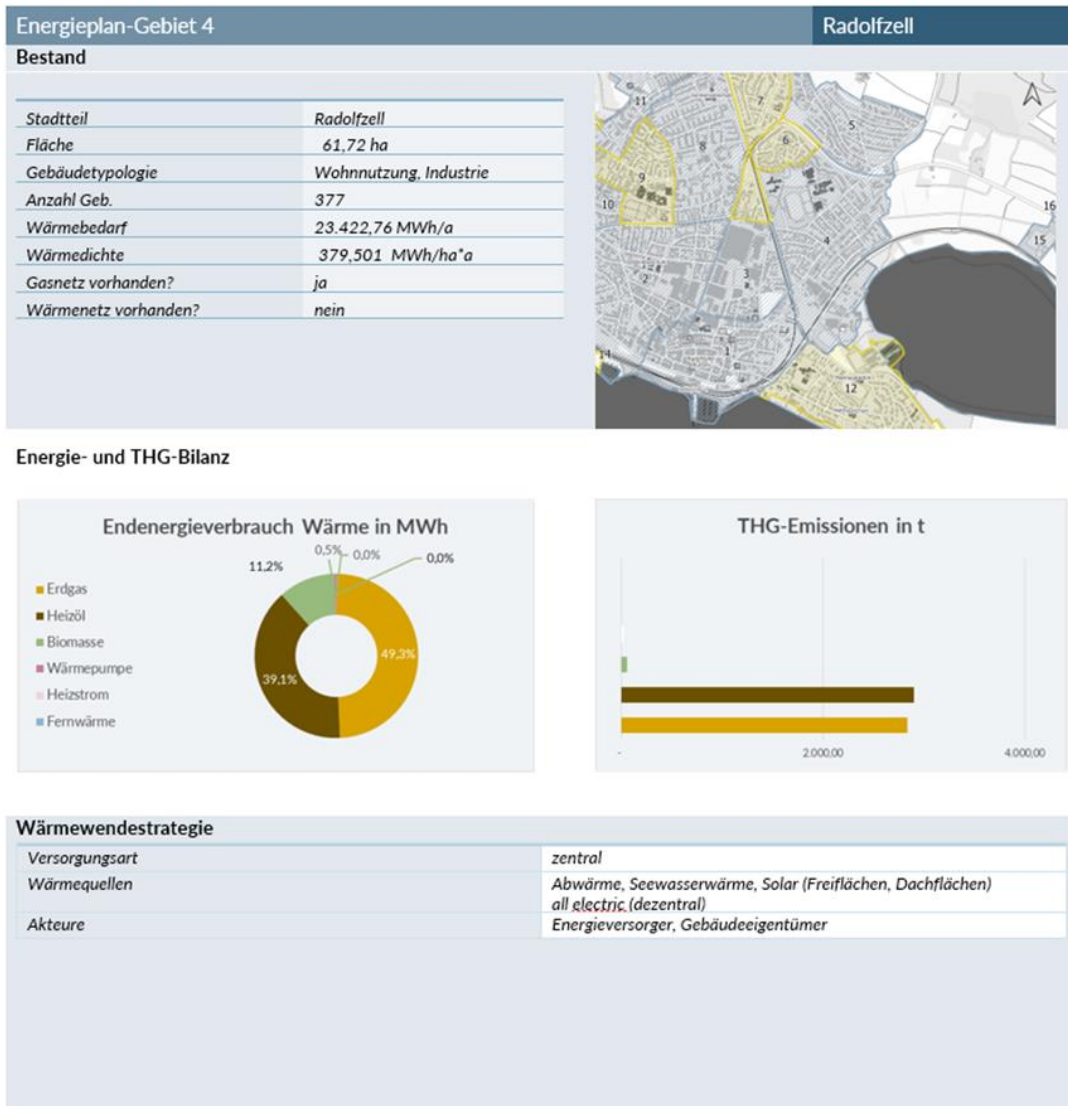 Energieplan-Gebiet 4 Radolfzell
Bestand
Stadtteil Radolfzell
Fläche 61,72 ha
Gebäudetypologie Wohnnutzung, Industrie
Anzahl Geb. 377
Wärmebedarf 23.422,76 MWh/a
Wärmedichte 379,501 MWh/ha*a
Gasnetz vorhanden? ja
Wärmenetz vorhanden? nein
11
7
5
8
6
9
10
16
4
15
3
2
1
14
12
Energie- und THG-Bilanz
Endenergieverbrauch Wärme in MWh
0,5% 0,0% 0,0%
11,2%
49,3%
39,1%
Erdgas
Heizöl
Biomasse
Wärmepumpe
Heizstrom
Fernwärme
THG-Emissionen in t
- 2.000,00 4.000,00
Wärmewendestrategie
Versorgungsart zentral
Wärmequellen Abwärme, Seewasserwärme, Solar (Freiflächen, Dachflächen)
all electric (dezentral)
Akteure Energieversorger, Gebäudeeigentümer